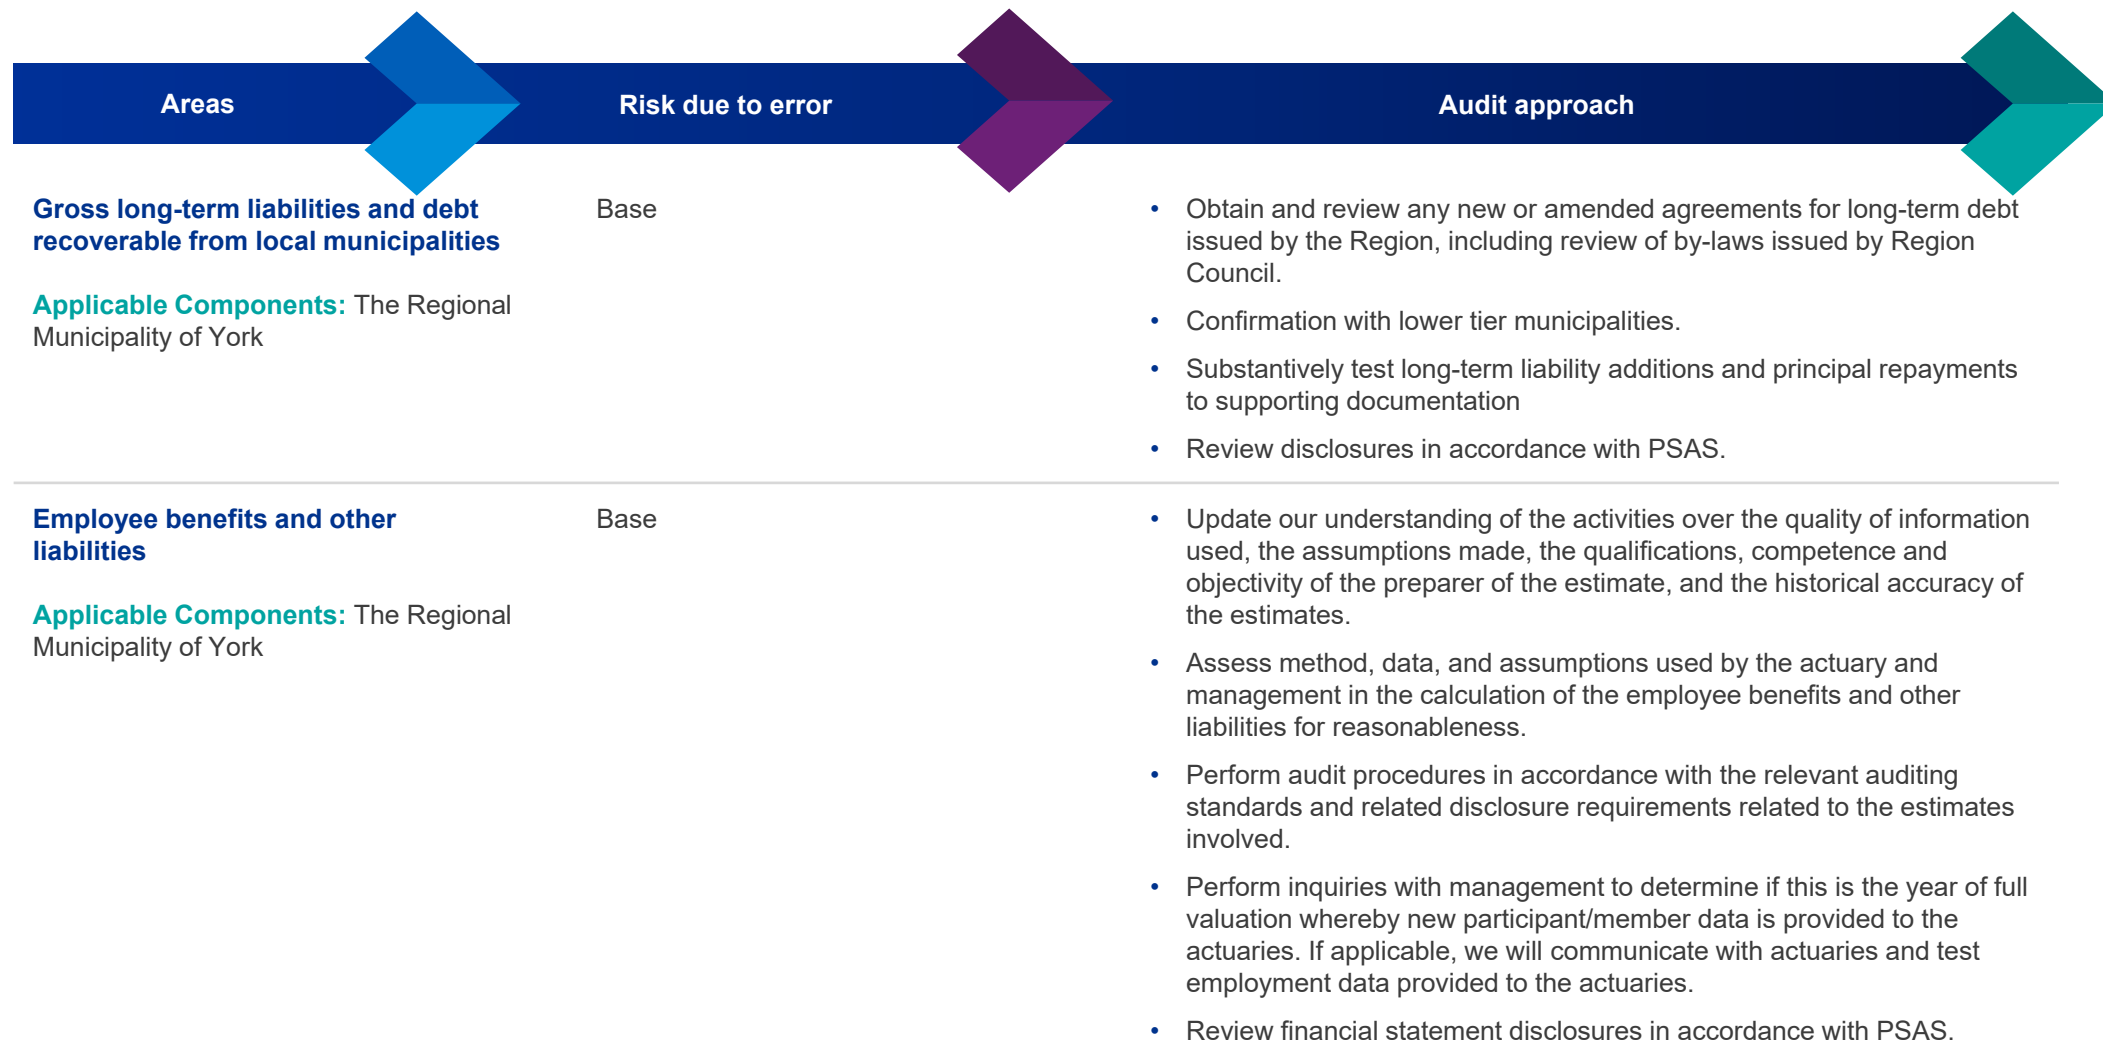 Areas
Risk due to error
Audit approach
Gross long-term liabilities and debt
recoverable from local municipalities
Applicable Components: The Regional
Municipality of York
Base
• Obtain and review any new or amended agreements for long-term debt
issued by the Region, including review of by-laws issued by Region
Council.
• Confirmation with lower tier municipalities.
• Substantively test long-term liability additions and principal repayments
to supporting documentation
• Review disclosures in accordance with PSAS.
Employee benefits and other
liabilities
Applicable Components: The Regional
Municipality of York
Base
• Update our understanding of the activities over the quality of information
used, the assumptions made, the qualifications, competence and
objectivity of the preparer of the estimate, and the historical accuracy of
the estimates.
• Assess method, data, and assumptions used by the actuary and
management in the calculation of the employee benefits and other
liabilities for reasonableness.
• Perform audit procedures in accordance with the relevant auditing
standards and related disclosure requirements related to the estimates
involved.
• Perform inquiries with management to determine if this is the year of full
valuation whereby new participant/member data is provided to the
actuaries. If applicable, we will communicate with actuaries and test
employment data provided to the actuaries.
• Review financial statement disclosures in accordance with PSAS.